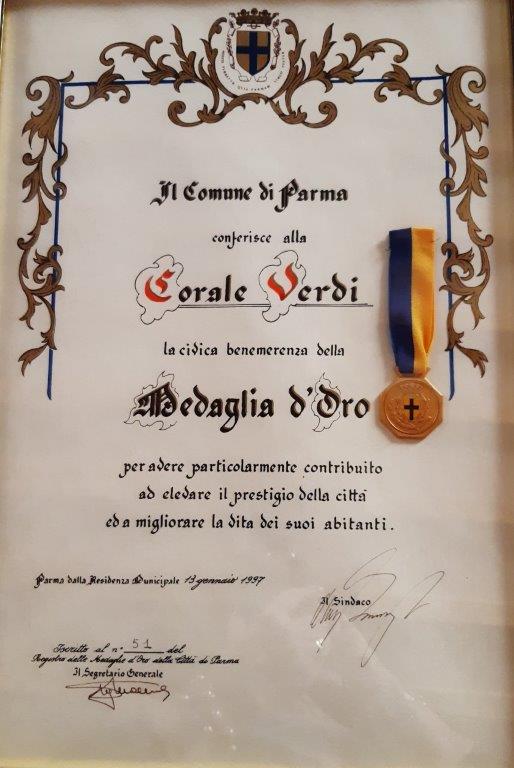 Il Comune di Parma
conferisce alla
Corale Verdi
la civica benemerenza della
Medaglia d'Oro
per avere particolarmente contribuito
ad elevare il prestigio della città
ed a migliorare la vita dei suoi abitanti.
Parma dalla Residenza Municipale 13 gennaio 1997
Il Sindaco
Iscritto al n° 51 del
Registro delle Medaglie d'Oro della Città di Parma
Il Segretario Generale